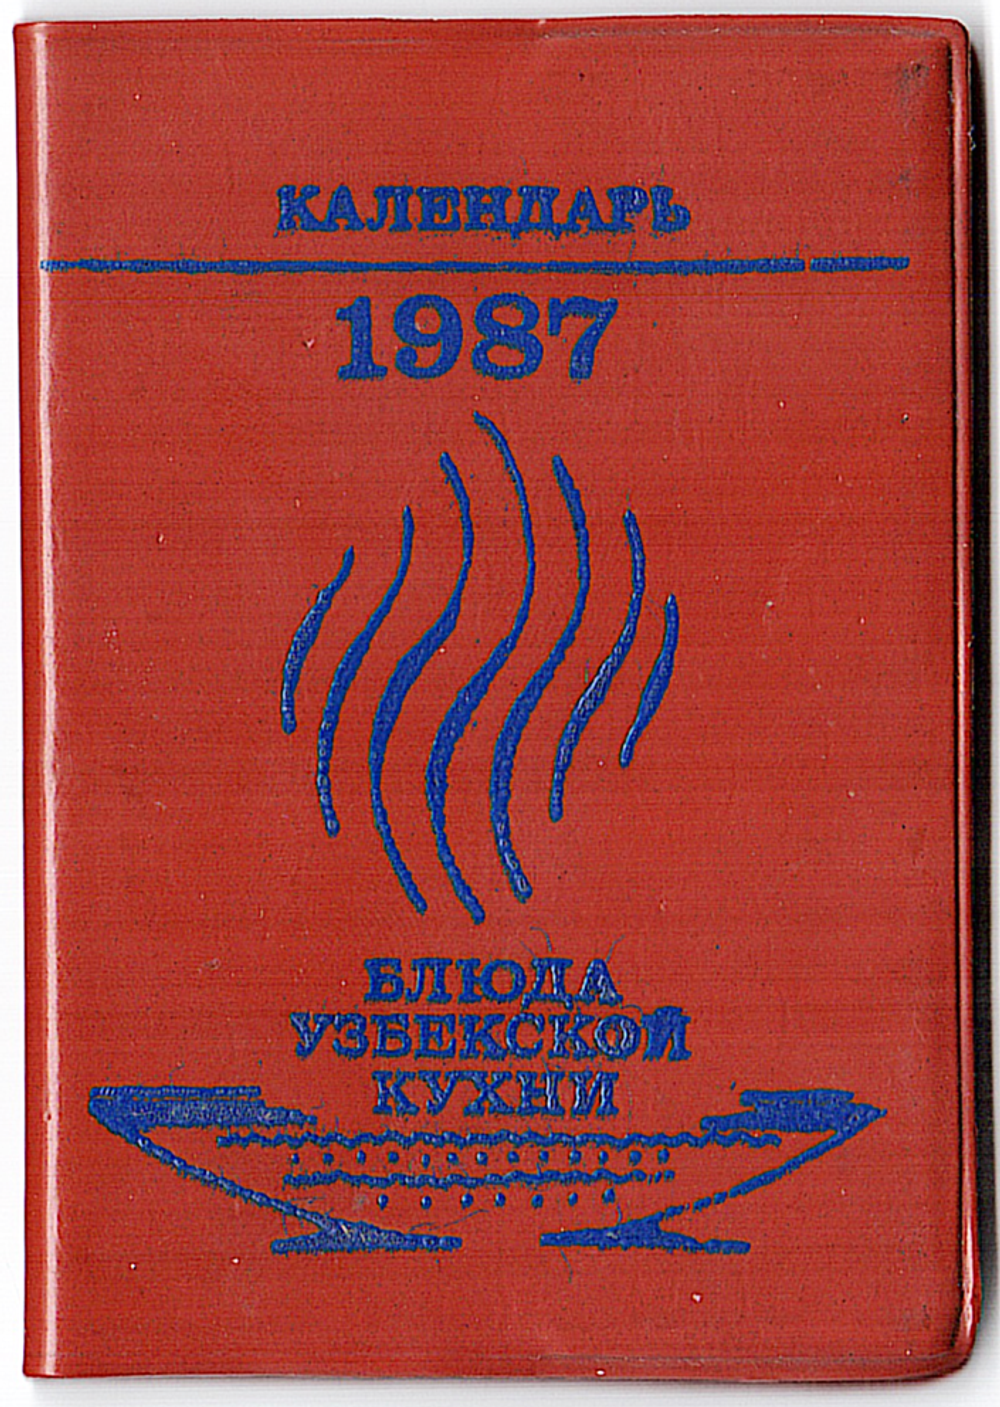 КАЛЕНДАРЬ
1987
БЛЮДА
УЗБЕКСКОЙ
КУХНИ